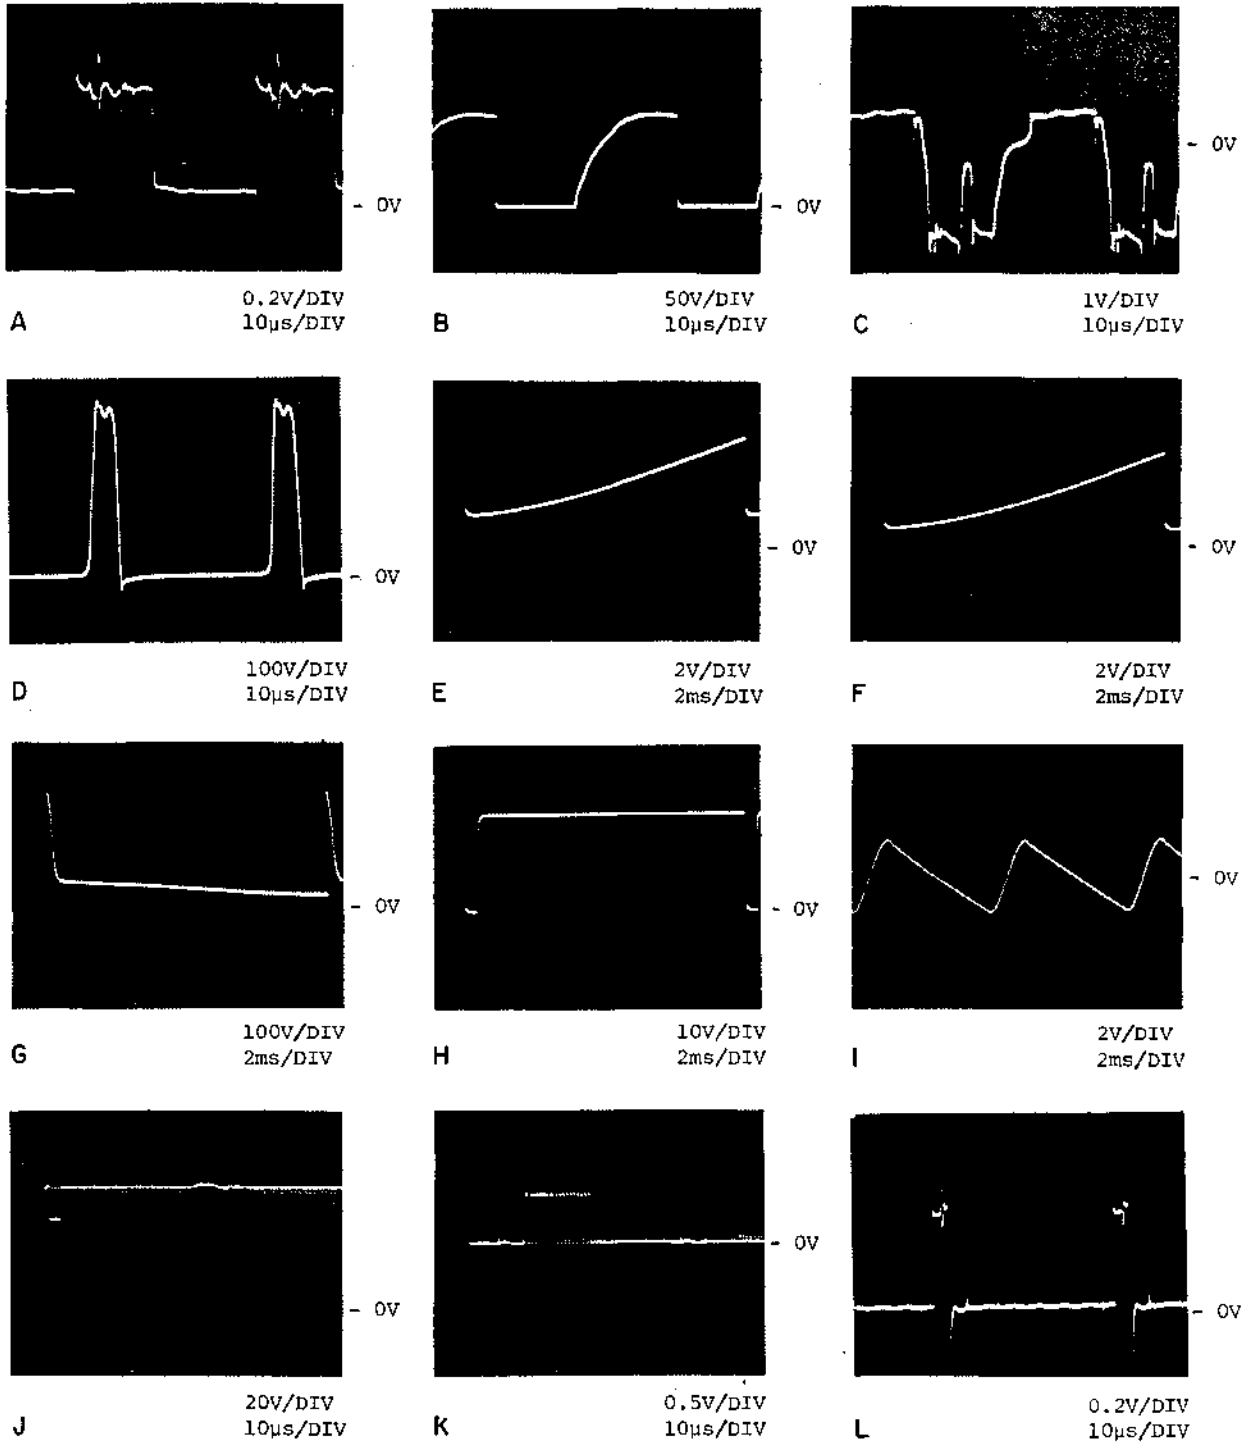 - 0V
- 0V
- 0V
A
0.2V/DIV
10µs/DIV
B
50V/DIV
10µs/DIV
C
1V/DIV
10µs/DIV
- 0V
- 0V
- 0V
D
100V/DIV
10µs/DIV
E
2V/DIV
2ms/DIV
F
2V/DIV
2ms/DIV
- 0V
- 0V
- 0V
G
100V/DIV
2ms/DIV
H
10V/DIV
2ms/DIV
I
2V/DIV
2ms/DIV
- 0V
- 0V
- 0V
J
20V/DIV
10µs/DIV
K
0.5V/DIV
10µs/DIV
L
0.2V/DIV
10µs/DIV